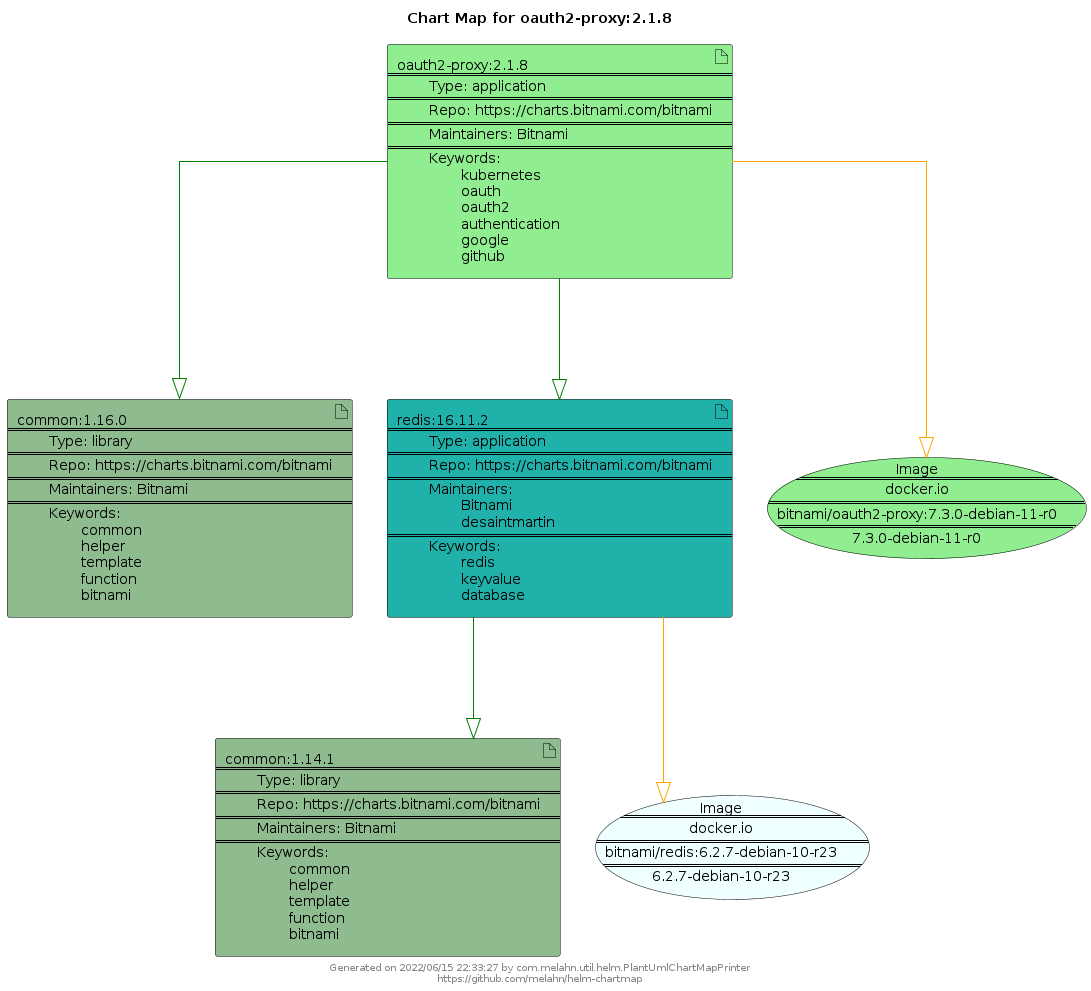 Chart Map for oauth2-proxy:2.1.8
oauth2-proxy:2.1.8
Type: application
Repo: https://charts.bitnami.com/bitnami
Maintainers: Bitnami
Keywords:
kubernetes
oauth
oauth2
authentication
google
github
common:1.16.0
Type: library
Repo: https://charts.bitnami.com/bitnami
Maintainers: Bitnami
Keywords:
common
helper
template
function
bitnami
redis:16.11.2
Type: application
Repo: https://charts.bitnami.com/bitnami
Maintainers:
Bitnami
desaintmartin
Keywords:
redis
keyvalue
database
Image
docker.io
bitnami/oauth2-proxy:7.3.0-debian-11-r0
7.3.0-debian-11-r0
common:1.14.1
Type: library
Repo: https://charts.bitnami.com/bitnami
Maintainers: Bitnami
Keywords:
common
helper
template
function
bitnami
Image
docker.io
bitnami/redis:6.2.7-debian-10-r23
6.2.7-debian-10-r23
Generated on 2022/06/15 22:33:27 by com.melahn.util.helm.PlantUmlChartMapPrinter
https://github.com/melahn/helm-chartmap